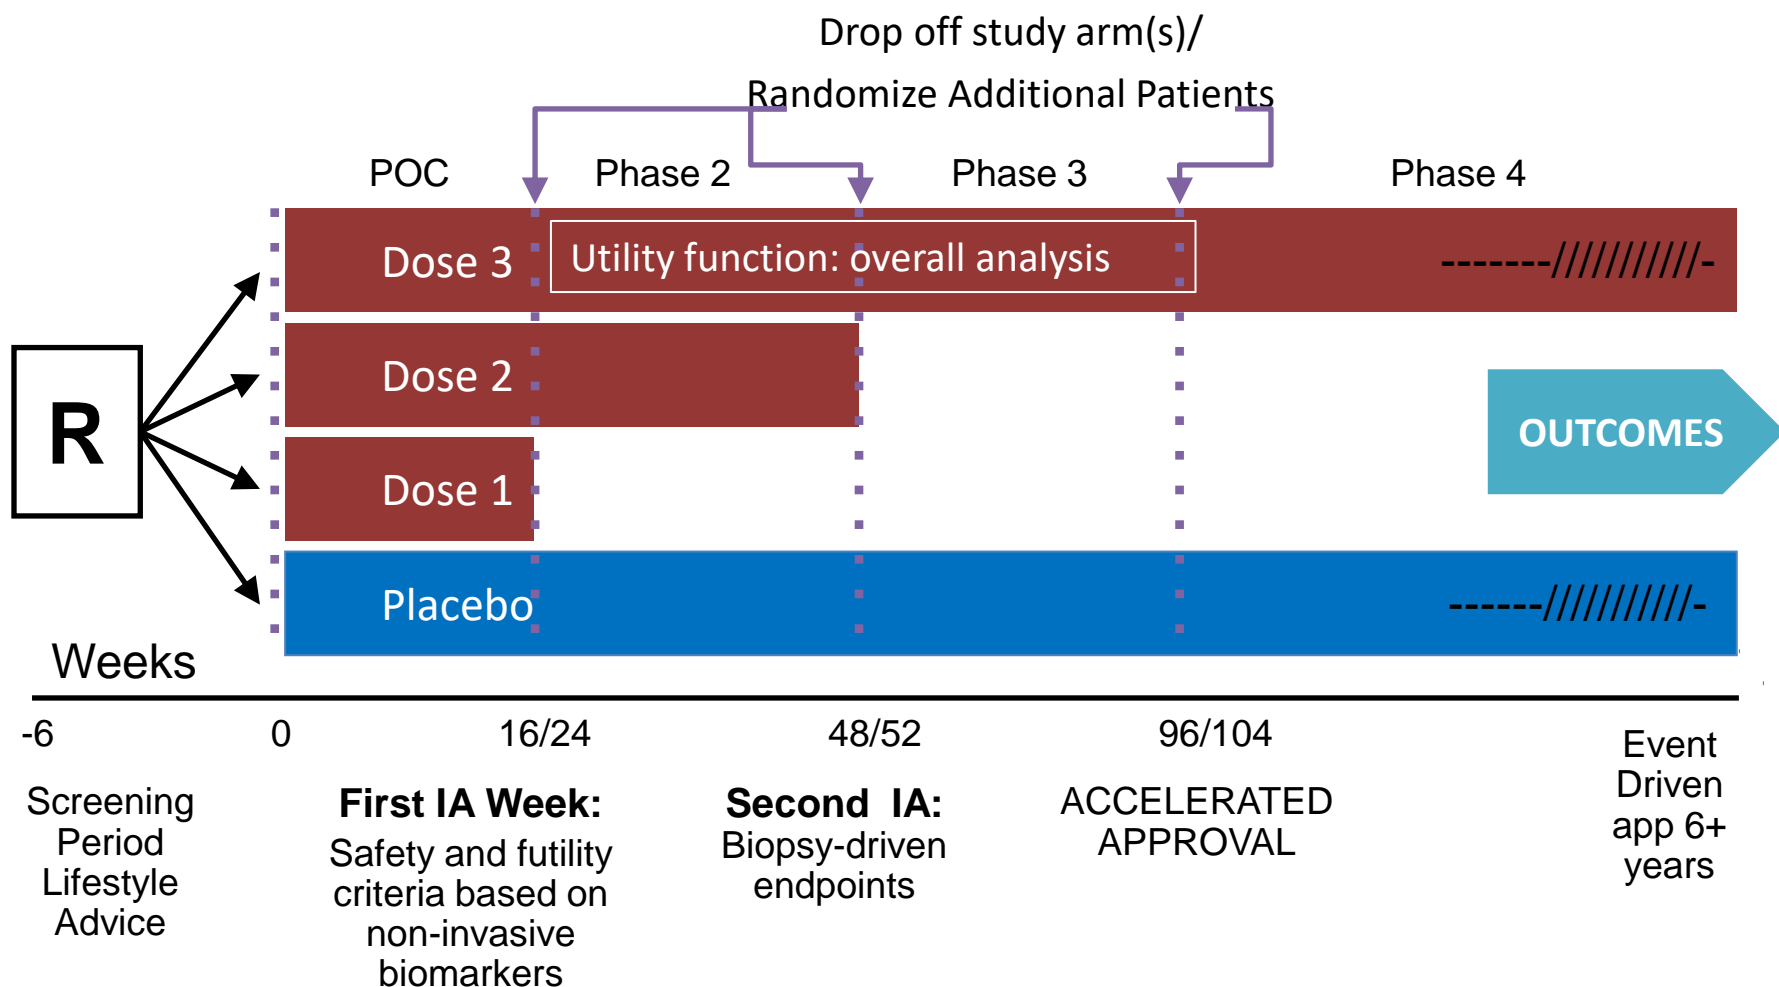 Drop off study arm(s)/
Randomize Additional Patients
POC
Phase 2
Phase 3
Phase 4
Dose 3
Utility function: overall analysis
-------///////////-
Dose 2
R
OUTCOMES
Dose 1
Placebo
------///////////-
Weeks
-6
0
16/24
48/52
96/104
Screening
Period
Lifestyle
Advice
First IA Week:
Safety and futility
criteria based on
non-invasive
biomarkers
Second IA:
Biopsy-driven
endpoints
ACCELERATED
APPROVAL
Event
Driven
app 6+
years